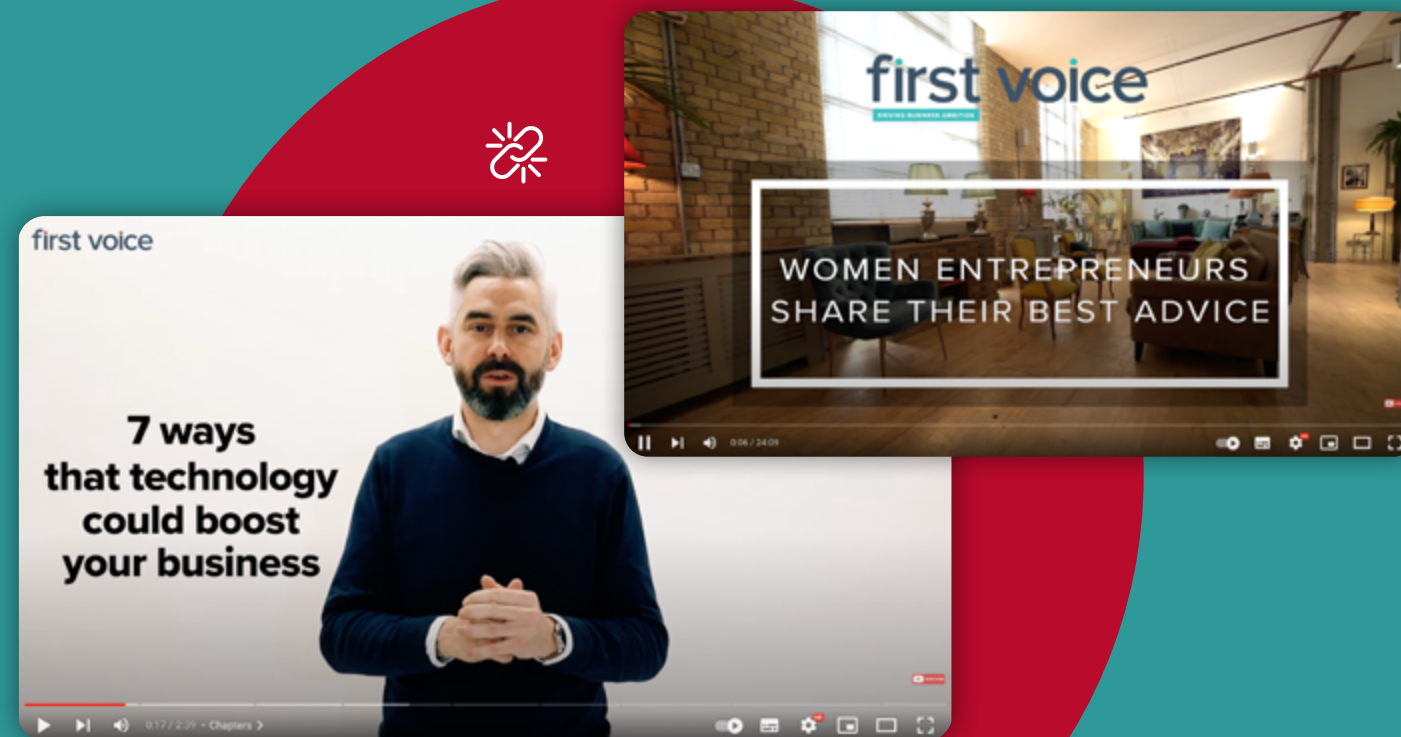 first voice
DRIVING BUSINESS AMBITION
WOMEN ENTREPRENEURS
SHARE THEIR BEST ADVICE
0:06 / 24:09
first voice
7 ways
that technology
could boost
your business
0:17 / 2:39 • Chapters